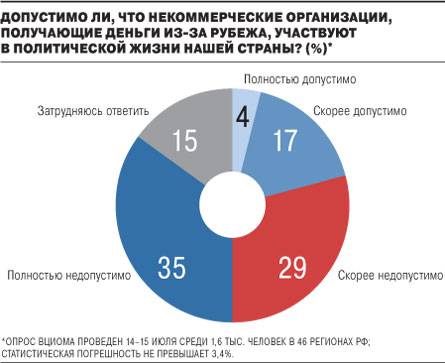 ДОПУСТИМО ЛИ, ЧТО НЕКОММЕРЧЕСКИЕ ОРГАНИЗАЦИИ,
ПОЛУЧАЮЩИЕ ДЕНЬГИ ИЗ-ЗА РУБЕЖА, УЧАСТВУЮТ
В ПОЛИТИЧЕСКОЙ ЖИЗНИ НАШЕЙ СТРАНЫ? (%)*
Полностью допустимо
Затрудняюсь ответить
Скорее допустимо
4
15
17
Полностью недопустимо
35
29
Скорее недопустимо
*ОПРОС ВЦИОМА ПРОВЕДЕН 14–15 ИЮЛЯ СРЕДИ 1,6 ТЫС. ЧЕЛОВЕК В 46 РЕГИОНАХ РФ;
СТАТИСТИЧЕСКАЯ ПОГРЕШНОСТЬ НЕ ПРЕВЫШАЕТ 3,4%.